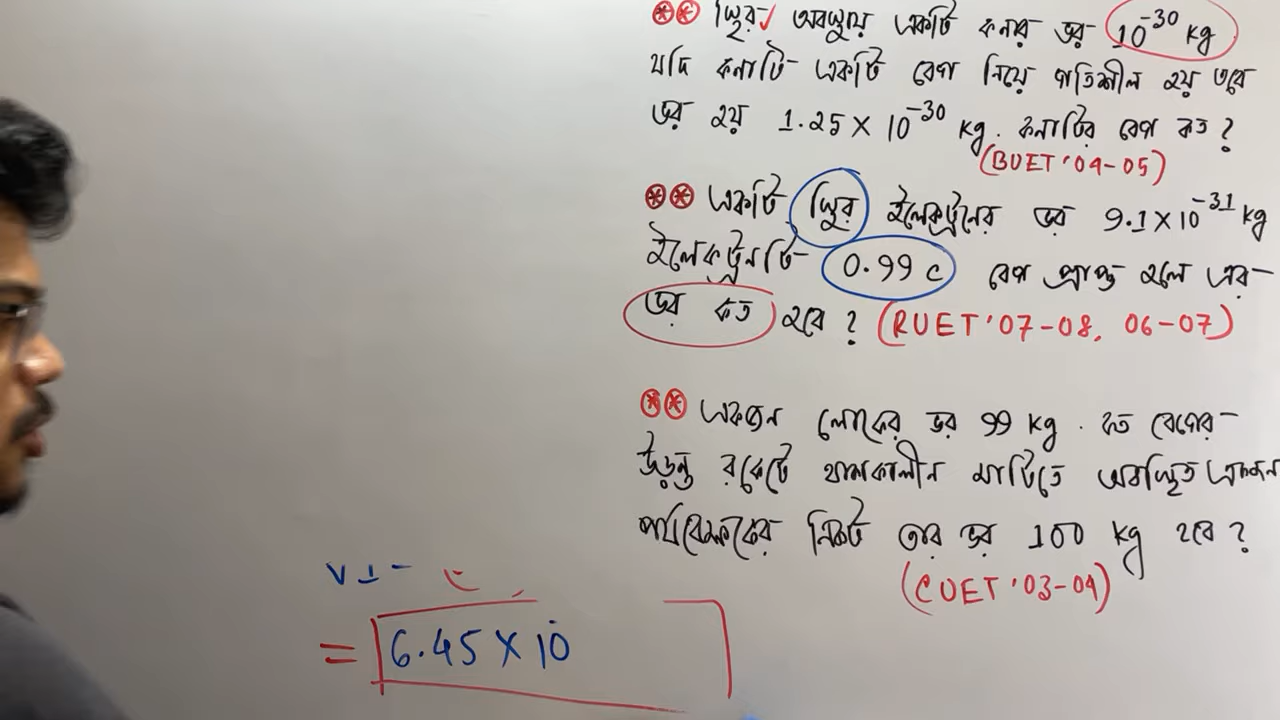 স্থির✓ অবস্থায় একটি কনার ভর 10⁻³⁰ kg
যদি কনাটি একটি বেগ নিয়ে গতিশীল হয় তবে
ভর হয় 1.25 × 10⁻³⁰ kg. কনাটির বেগ কত ?
(BUET '04-05)
একটি স্থির ইলেকট্রনের ভর 9.1 × 10⁻³¹ kg
ইলেকট্রনটি 0.99 c বেগ প্রাপ্ত হলে এর
ভর কত হবে ? (RUET '07-08, 06-07)
একজন লোকের ভর 99 kg . কত বেগের
উড়ন্ত রকেটে থাকাকালীন মাটিতে অবস্থিত একজন
পর্যবেক্ষকের নিকট তার ভর 100 kg হবে ?
(CUET '03-04)
= 6.45 × 10